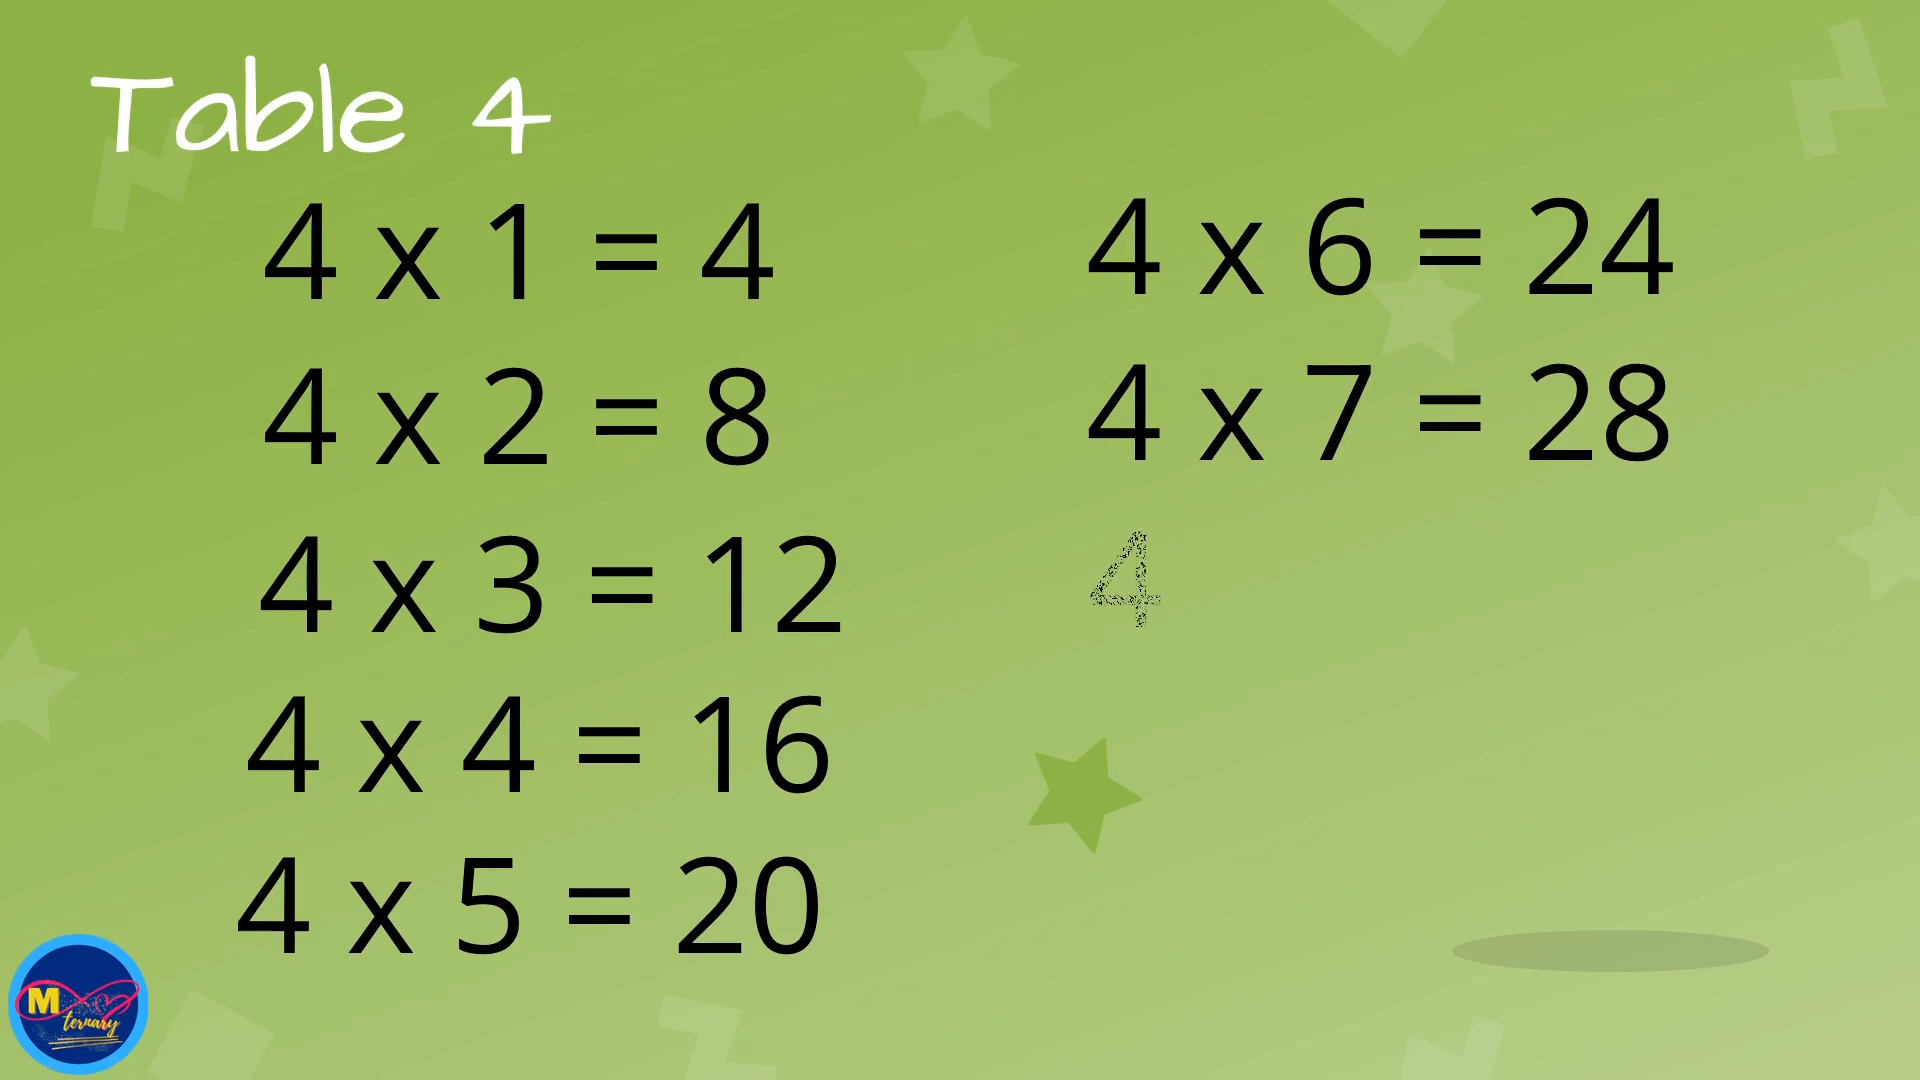 Table 4
4 x 1 = 4
4 x 2 = 8
4 x 3 = 12
4 x 4 = 16
4 x 5 = 20
4 x 6 = 24
4 x 7 = 28
4
M
ternary